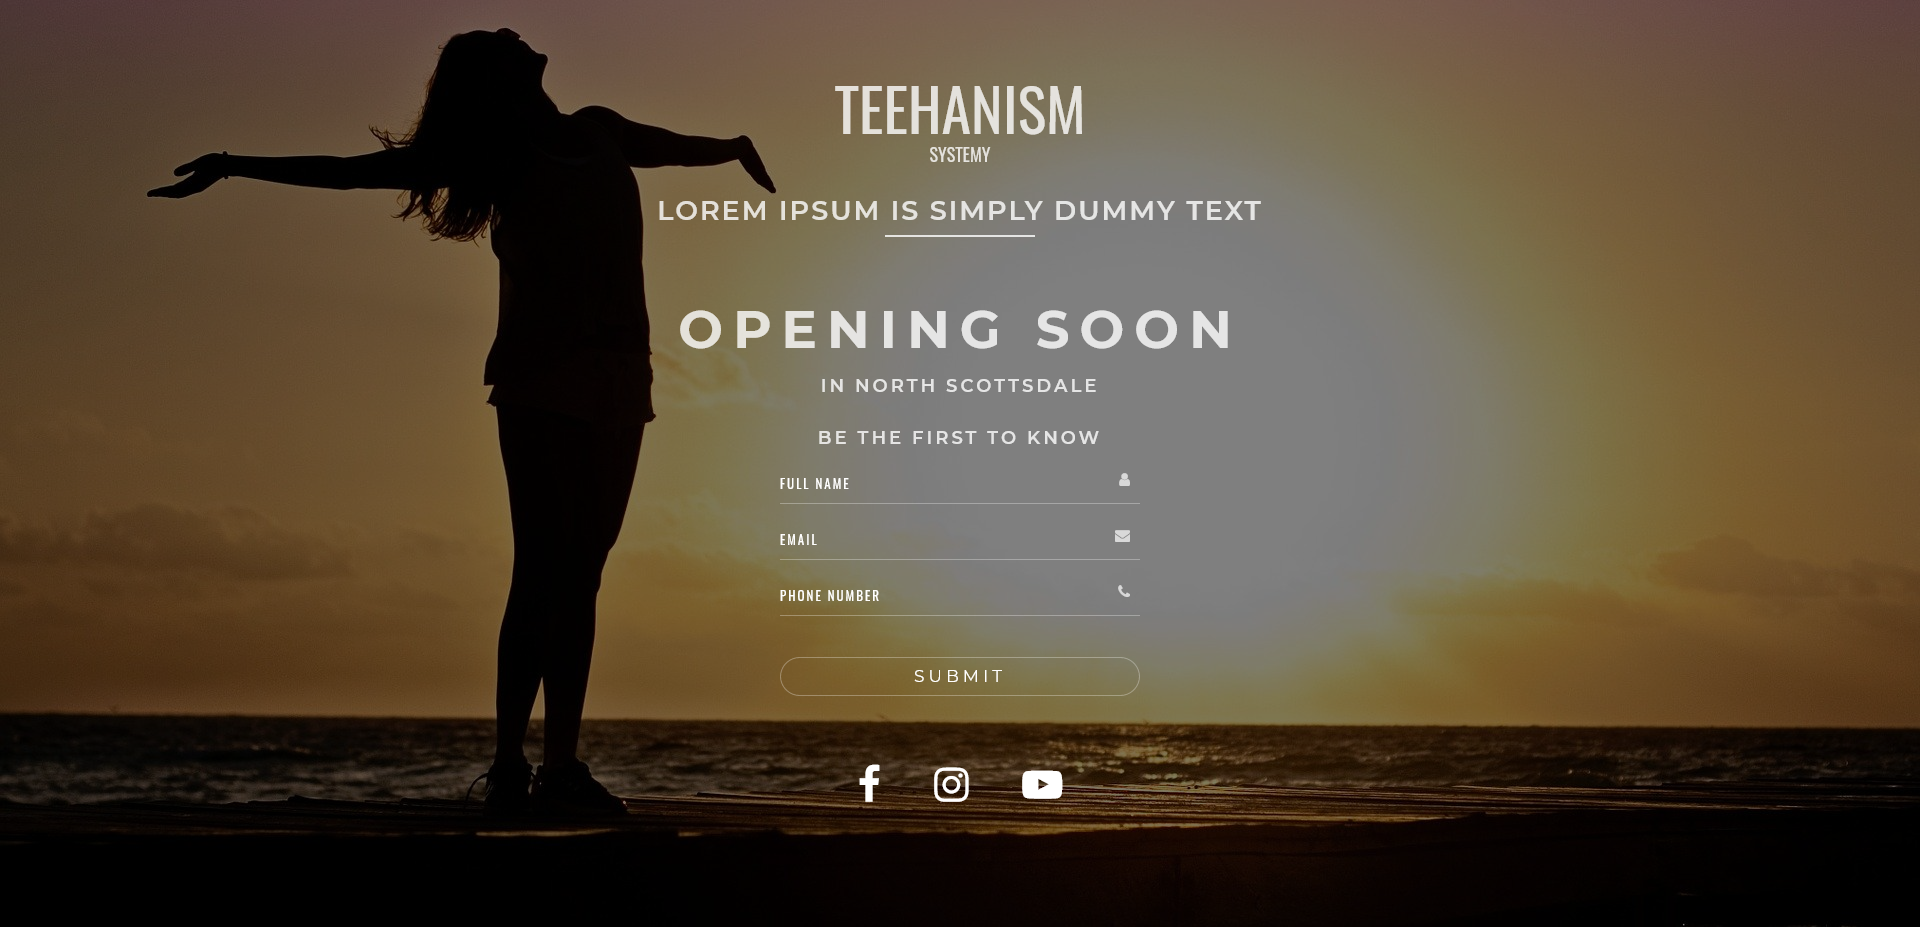 TEEHANISM
SYSTEMY
LOREM IPSUM IS SIMPLY DUMMY TEXT
OPENING SOON
IN NORTH SCOTTSDALE
BE THE FIRST TO KNOW
FULL NAME
EMAIL
PHONE NUMBER
SUBMIT